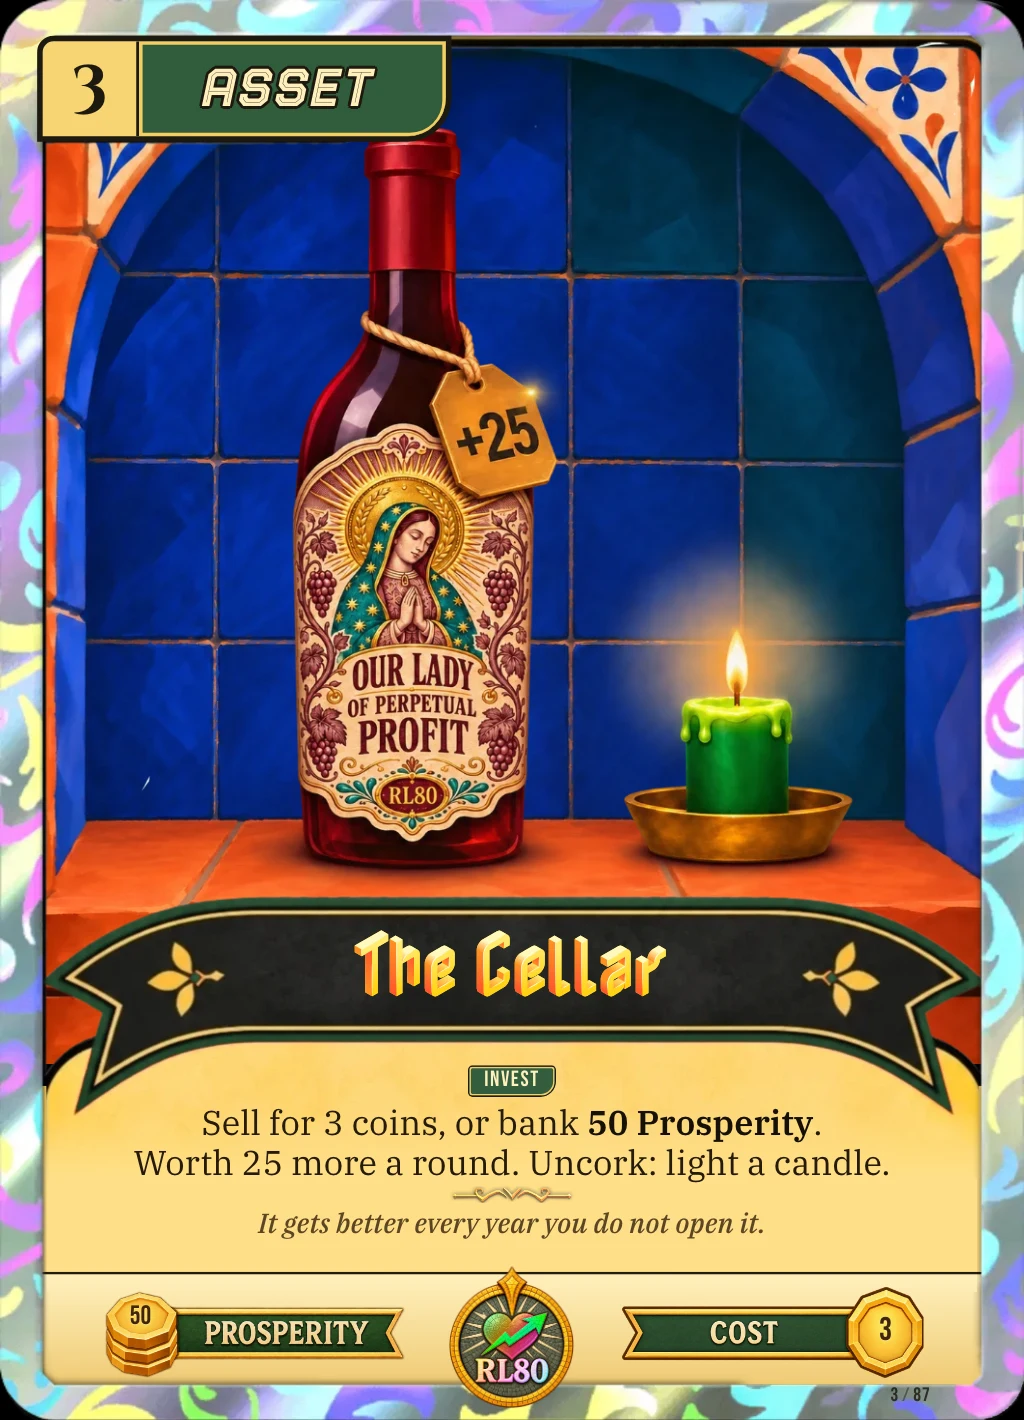 3 ASSET
+25
OUR LADY
OF PERPETUAL
PROFIT
RL80
The Cellar
INVEST
Sell for 3 coins, or bank 50 Prosperity.
Worth 25 more a round. Uncork: light a candle.
It gets better every year you do not open it.
50 PROSPERITY
RL80
COST 3
3 / 87